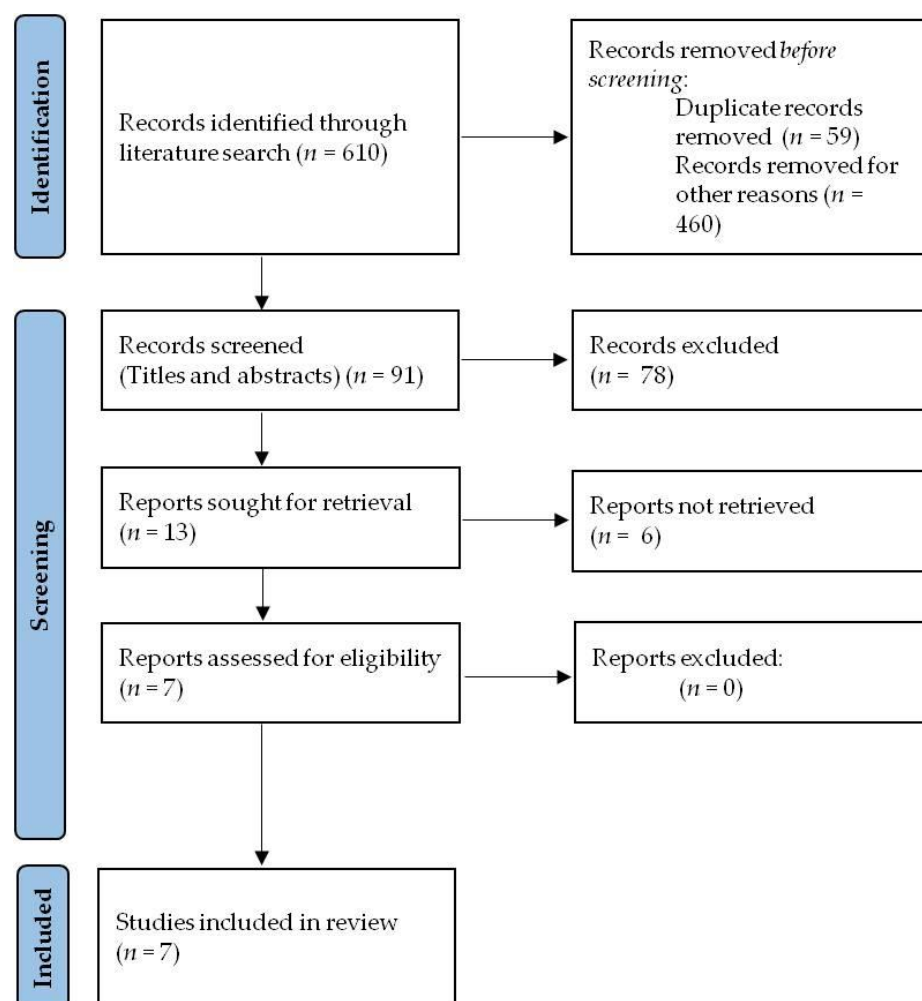 Identification
Records identified through
literature search (n = 610)
Records removed before
screening:
Duplicate records
removed (n = 59)
Records removed for
other reasons (n =
460)
Screening
Records screened
(Titles and abstracts) (n = 91)
Records excluded
(n = 78)
Reports sought for retrieval
(n = 13)
Reports not retrieved
(n = 6)
Reports assessed for eligibility
(n = 7)
Reports excluded:
(n = 0)
Included
Studies included in review
(n = 7)